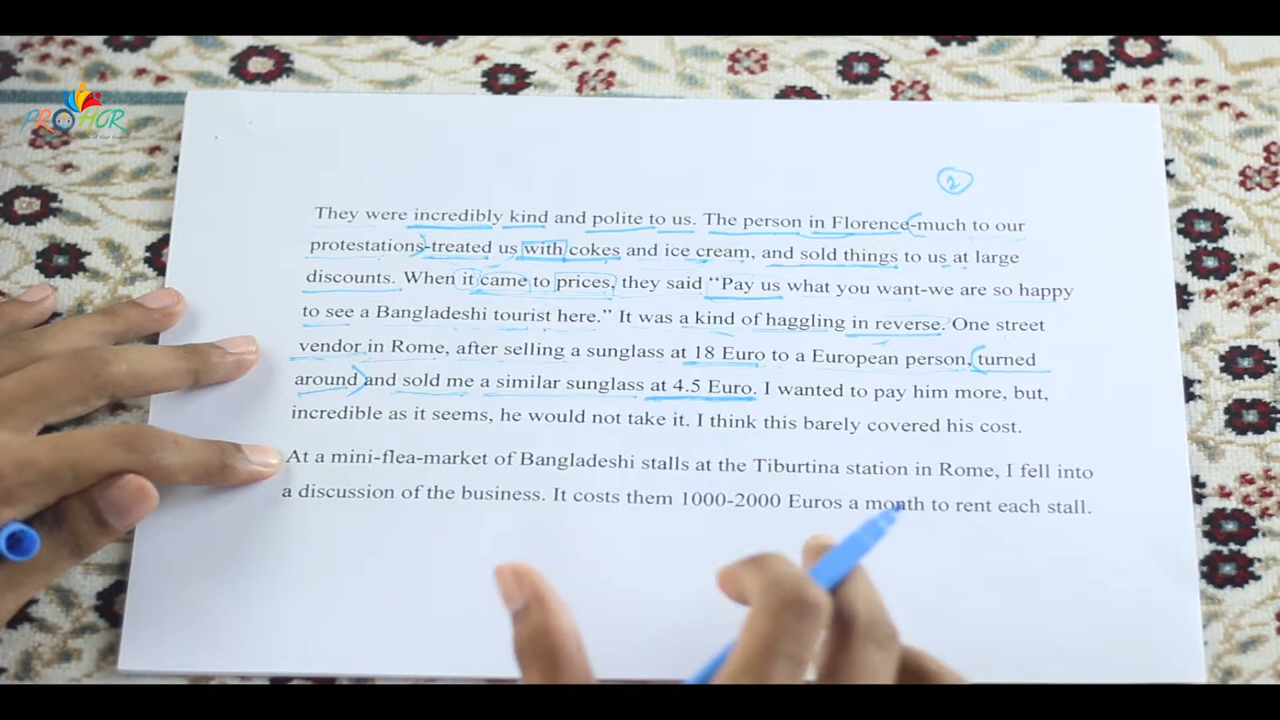 PROHOR
2
They were incredibly kind and polite to us. The person in Florence-much to our
protestations-treated us with cokes and ice cream, and sold things to us at large
discounts. When it came to prices, they said "Pay us what you want-we are so happy
to see a Bangladeshi tourist here." It was a kind of haggling in reverse. One street
vendor in Rome, after selling a sunglass at 18 Euro to a European person, turned
around and sold me a similar sunglass at 4.5 Euro. I wanted to pay him more, but,
incredible as it seems, he would not take it. I think this barely covered his cost.
At a mini-flea-market of Bangladeshi stalls at the Tiburtina station in Rome, I fell into
a discussion of the business. It costs them 1000-2000 Euros a month to rent each stall.